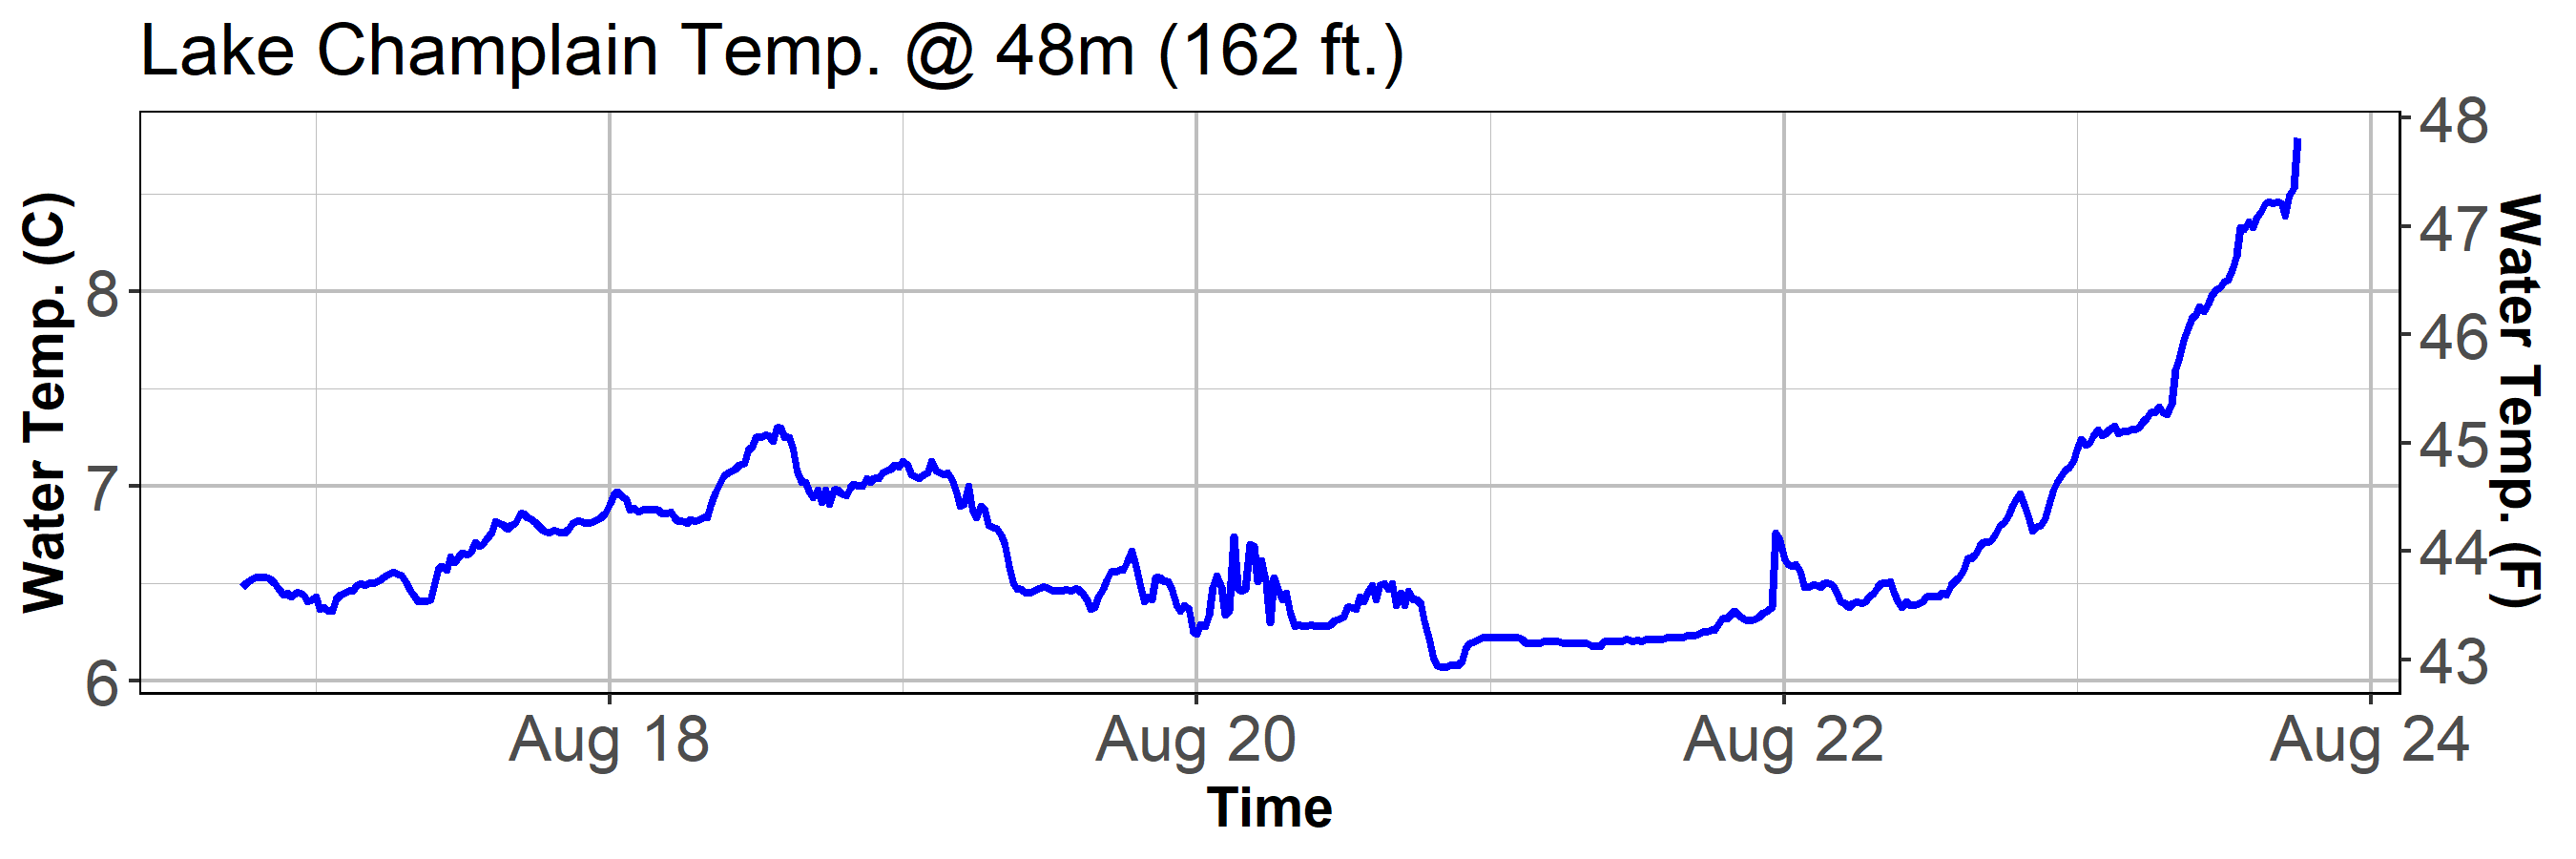 Lake Champlain Temp. @ 48m (162 ft.)
Water Temp. (C)
8
7
6
48
47
46
45
44
43
Water Temp. (F)
Aug 18 Aug 20 Aug 22 Aug 24
Time